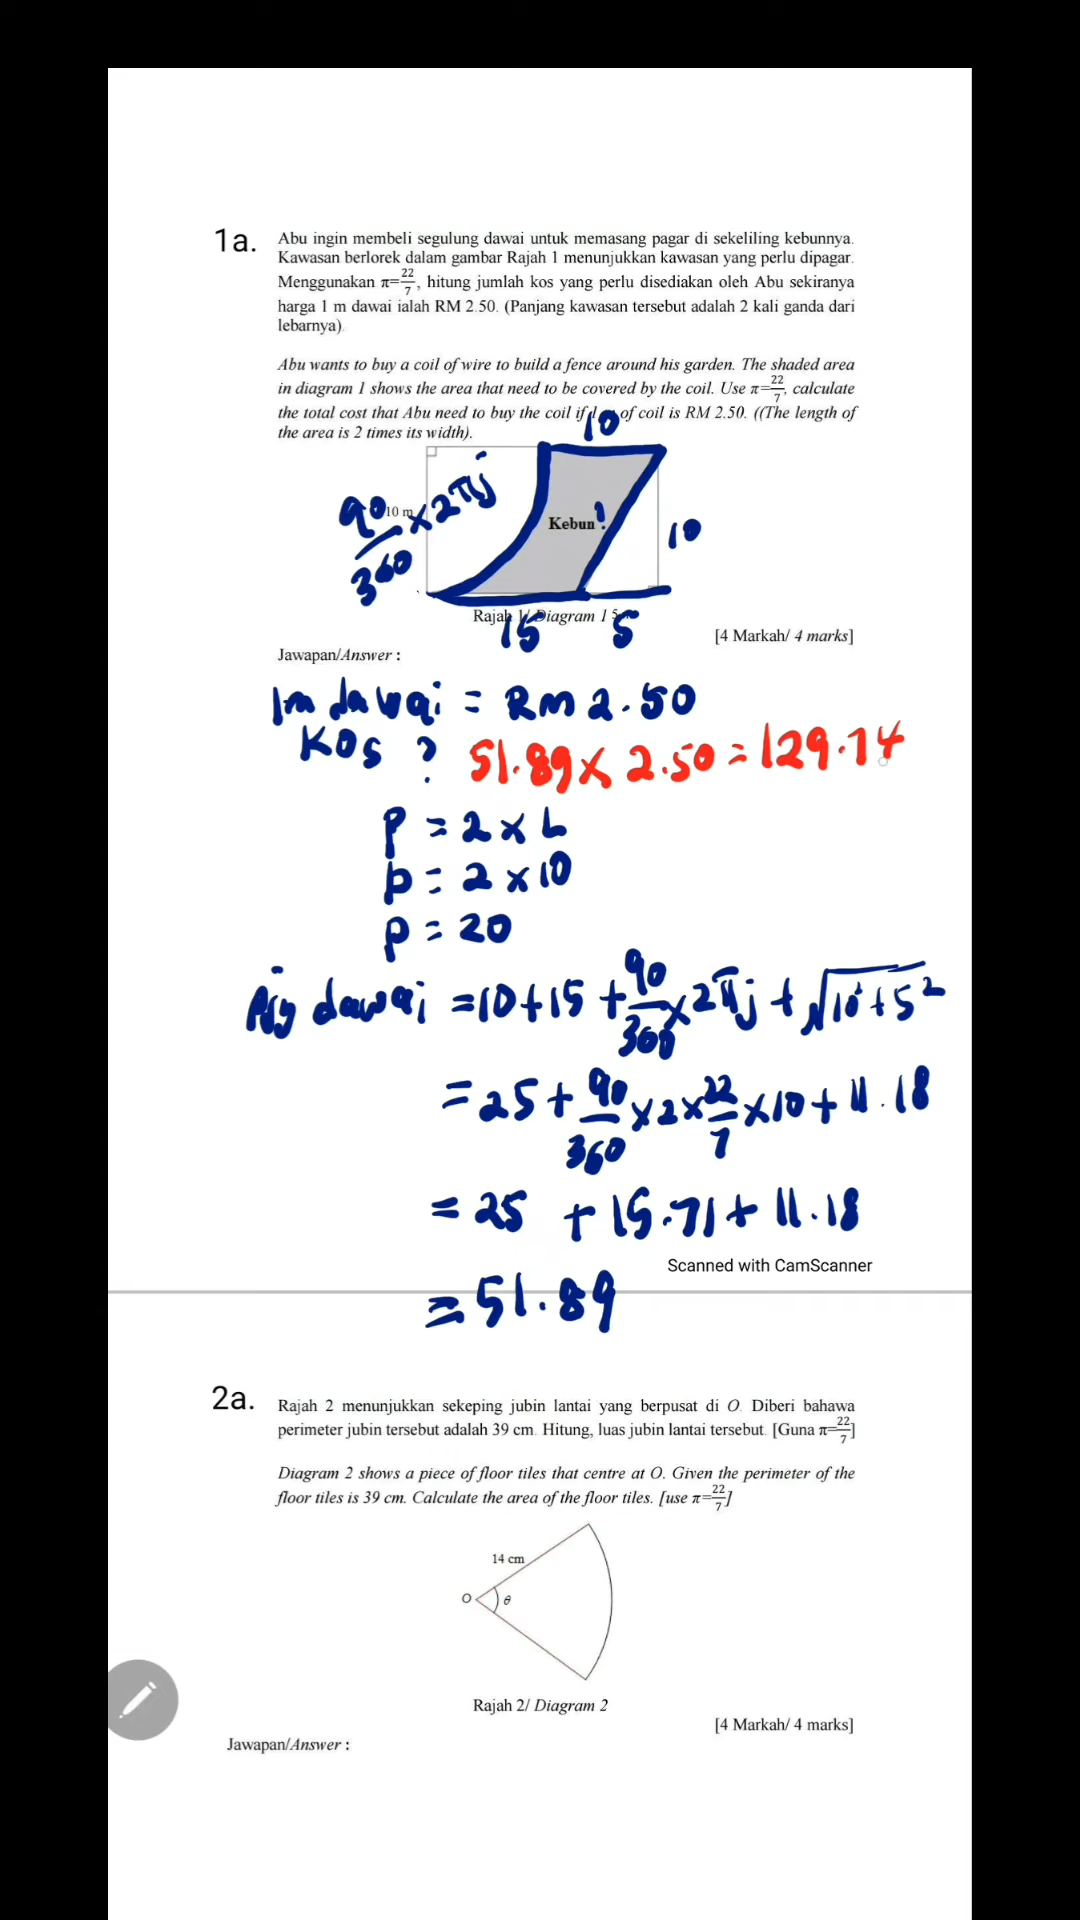 1a. Abu ingin membeli segulung dawai untuk memasang pagar di sekeliling kebunnya.
Kawasan berlorek dalam gambar Rajah 1 menunjukkan kawasan yang perlu dipagar.
Menggunakan π=22/7, hitung jumlah kos yang perlu disediakan oleh Abu sekiranya
harga 1 m dawai ialah RM 2.50. (Panjang kawasan tersebut adalah 2 kali ganda dari
lebarnya).
Abu wants to buy a coil of wire to build a fence around his garden. The shaded area
in diagram 1 shows the area that need to be covered by the coil. Use π=22/7, calculate
the total cost that Abu need to buy the coil if 1 of coil is RM 2.50. ((The length of
the area is 2 times its width).
10
90/360 × 2πj
10 m
Kebun
10
Rajah 1/ Diagram 1
15 5
[4 Markah/ 4 marks]
Jawapan/Answer :
1m dawai = RM 2.50
Kos ? 51.89 × 2.50 = 129.74
P = 2 × L
p = 2 × 10
p = 20
Pjg dawai = 10 + 15 + 90/360 × 2πj + √10²+5²
= 25 + 90/360 × 2 × 22/7 × 10 + 11.18
= 25 + 15.71 + 11.18
Scanned with CamScanner
= 51.89
2a. Rajah 2 menunjukkan sekeping jubin lantai yang berpusat di O. Diberi bahawa
perimeter jubin tersebut adalah 39 cm. Hitung, luas jubin lantai tersebut. [Guna π=22/7]
Diagram 2 shows a piece of floor tiles that centre at O. Given the perimeter of the
floor tiles is 39 cm. Calculate the area of the floor tiles. [use π=22/7]
14 cm
O θ
Rajah 2/ Diagram 2
[4 Markah/ 4 marks]
Jawapan/Answer :